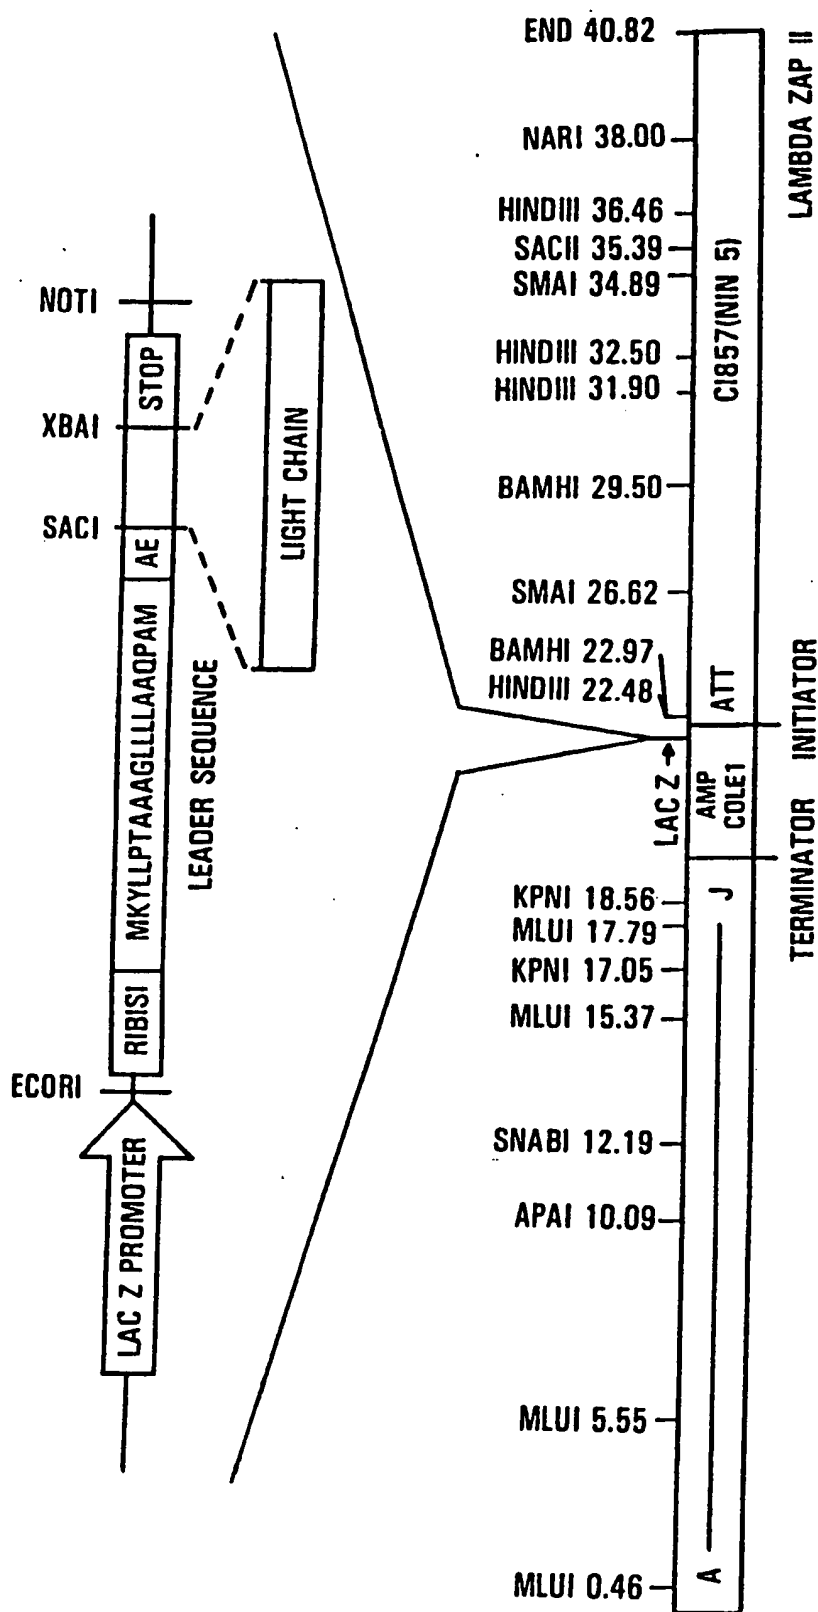 NOTI
XBAI
SACI
ECORI
STOP
AE
MKYLLPTAAAGLLLLAAQPAM
RIBISI
LEADER SEQUENCE
LAC Z PROMOTER
LIGHT CHAIN
END 40.82
NARI 38.00
HINDIII 36.46
SACII 35.39
SMAI 34.89
HINDIII 32.50
HINDIII 31.90
BAMHI 29.50
SMAI 26.62
BAMHI 22.97
HINDIII 22.48
LAC Z
KPNI 18.56
MLUI 17.79
KPNI 17.05
MLUI 15.37
SNABI 12.19
APAI 10.09
MLUI 5.55
MLUI 0.46
CI857(NIN 5)
ATT
AMP
COLE1
J
A
LAMBDA ZAP II
INITIATOR
TERMINATOR